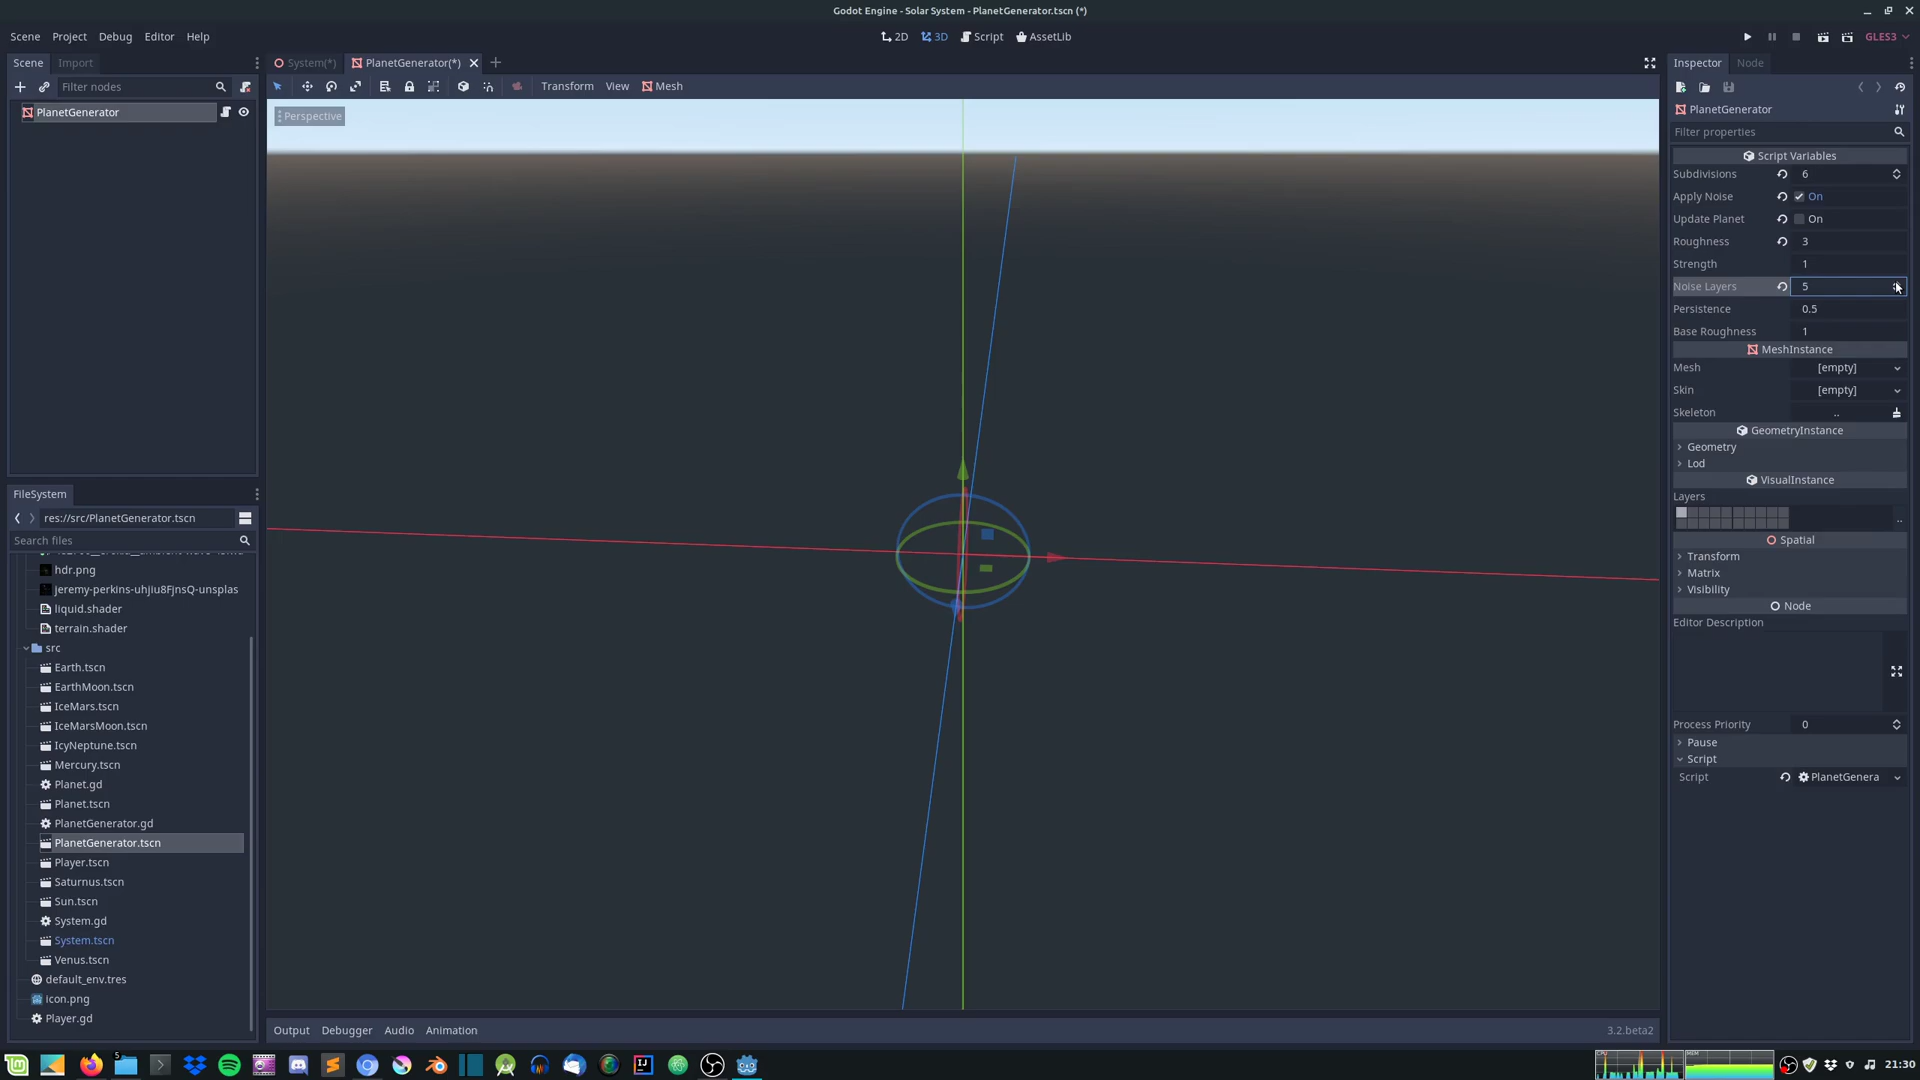 Godot Engine - Solar System - PlanetGenerator.tscn (*)
Scene Project Debug Editor Help
2D 3D Script AssetLib
GLES3
Scene Import
System(*) PlanetGenerator(*)
Inspector Node
Filter nodes
Transform View Mesh
PlanetGenerator
Perspective
PlanetGenerator
Filter properties
Script Variables
Subdivisions 6
Apply Noise On
Update Planet On
Roughness 3
Strength 1
Noise Layers 5
Persistence 0.5
Base Roughness 1
MeshInstance
Mesh [empty]
Skin [empty]
Skeleton ..
GeometryInstance
Geometry
Lod
VisualInstance
Layers
..
Spatial
Transform
Matrix
Visibility
Node
Editor Description
Process Priority 0
Pause
Script
Script PlanetGenera
FileSystem
res://src/PlanetGenerator.tscn
Search files
hdr.png
jeremy-perkins-uhjiu8FjnsQ-unsplas
liquid.shader
terrain.shader
src
Earth.tscn
EarthMoon.tscn
IceMars.tscn
IceMarsMoon.tscn
IcyNeptune.tscn
Mercury.tscn
Planet.gd
Planet.tscn
PlanetGenerator.gd
PlanetGenerator.tscn
Player.tscn
Saturnus.tscn
Sun.tscn
System.gd
System.tscn
Venus.tscn
default_env.tres
icon.png
Player.gd
Output Debugger Audio Animation
3.2.beta2
5
CPU
MEM
21:30